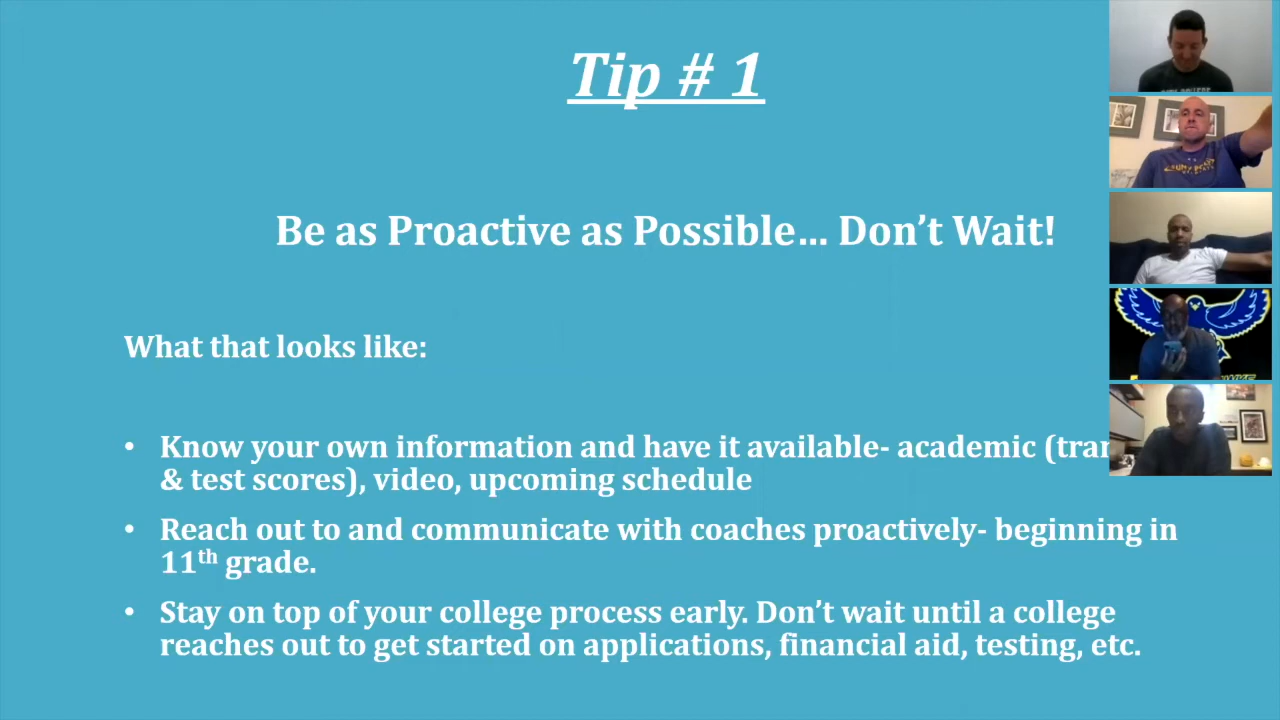 Tip # 1
Be as Proactive as Possible... Don't Wait!
What that looks like:
• Know your own information and have it available- academic (tran
& test scores), video, upcoming schedule
• Reach out to and communicate with coaches proactively- beginning in
11th grade.
• Stay on top of your college process early. Don't wait until a college
reaches out to get started on applications, financial aid, testing, etc.